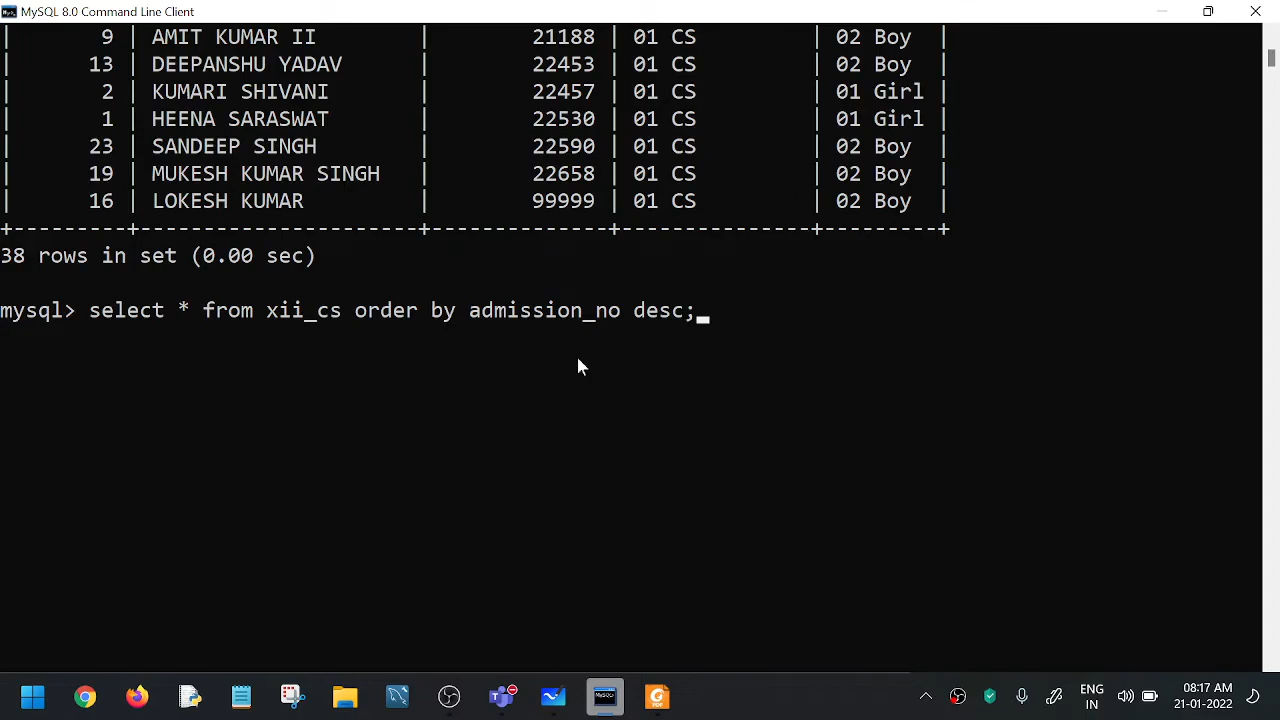 MySQL 8.0 Command Line Client
| 9 | AMIT KUMAR II | 21188 | 01 CS | 02 Boy |
| 13 | DEEPANSHU YADAV | 22453 | 01 CS | 02 Boy |
| 2 | KUMARI SHIVANI | 22457 | 01 CS | 01 Girl |
| 1 | HEENA SARASWAT | 22530 | 01 CS | 01 Girl |
| 23 | SANDEEP SINGH | 22590 | 01 CS | 02 Boy |
| 19 | MUKESH KUMAR SINGH | 22658 | 01 CS | 02 Boy |
| 16 | LOKESH KUMAR | 99999 | 01 CS | 02 Boy |
+---------+----------------------+--------------+---------------+---------+
38 rows in set (0.00 sec)
mysql> select * from xii_cs order by admission_no desc;
ENG 08:17 AM
IN 21-01-2022